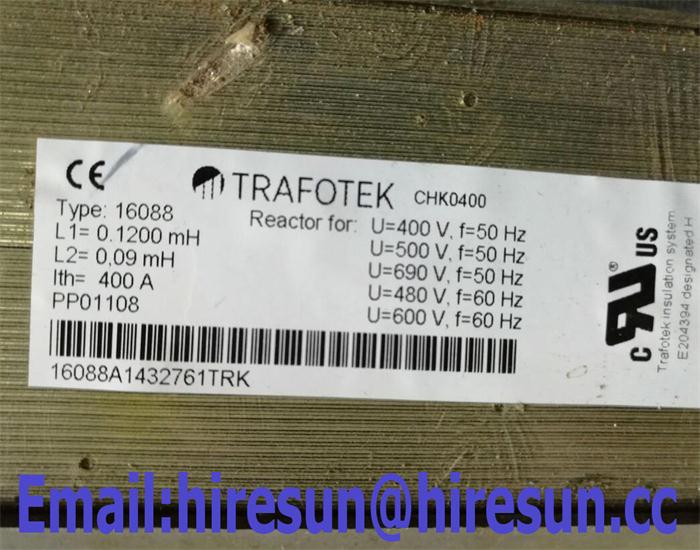 CE
TRAFOTEK CHK0400
Type: 16088
L1= 0.1200 mH
L2= 0,09 mH
Ith= 400 A
PP01108
Reactor for: U=400 V, f=50 Hz
U=500 V, f=50 Hz
U=690 V, f=50 Hz
U=480 V, f=60 Hz
U=600 V, f=60 Hz
16088A1432761TRK
C RU US
®
Trafotek insulation system
E204394 designated H
Email:hiresun@hiresun.cc